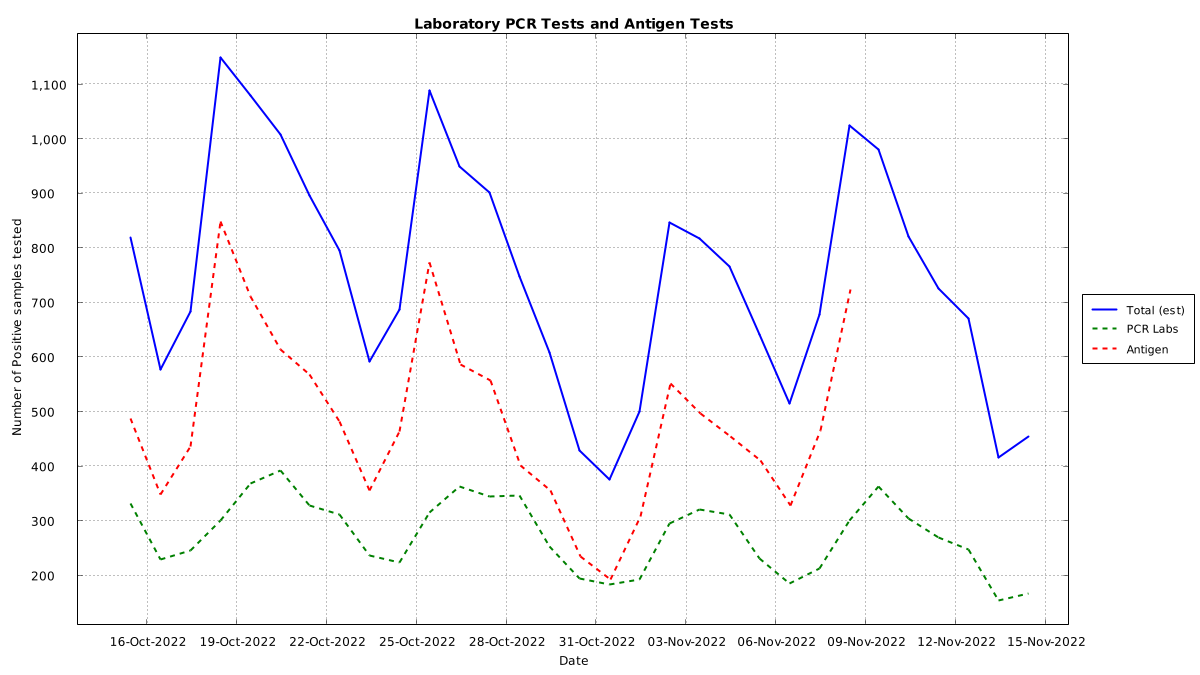 Laboratory PCR Tests and Antigen Tests
Number of Positive samples tested
1,100
1,000
900
800
700
600
500
400
300
200
16-Oct-2022 19-Oct-2022 22-Oct-2022 25-Oct-2022 28-Oct-2022 31-Oct-2022 03-Nov-2022 06-Nov-2022 09-Nov-2022 12-Nov-2022 15-Nov-2022
Date
Total (est)
PCR Labs
Antigen